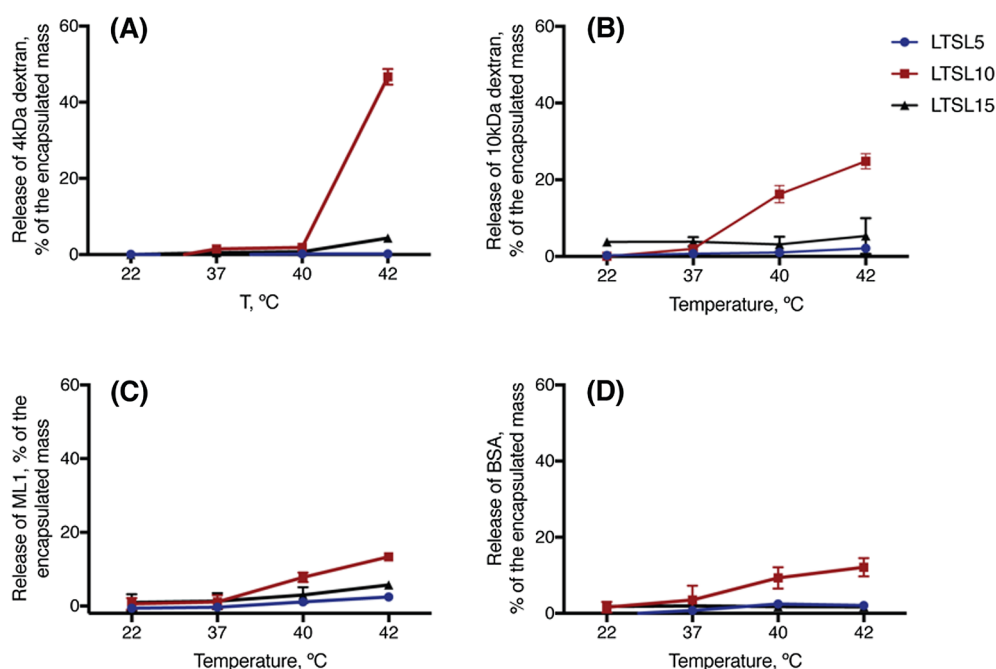 (A)
Release of 4kDa dextran,
% of the encapsulated mass
60
40
20
0
22 37 40 42
T, ºC
(B)
Release of 10kDa dextran,
% of the encapsulated mass
60
40
20
0
22 37 40 42
Temperature, ºC
LTSL5
LTSL10
LTSL15
(C)
Release of ML1, % of the
encapsulated mass
60
40
20
0
22 37 40 42
Temperature, ºC
(D)
Release of BSA,
% of the encapsulated mass
60
40
20
0
22 37 40 42
Temperature, ºC